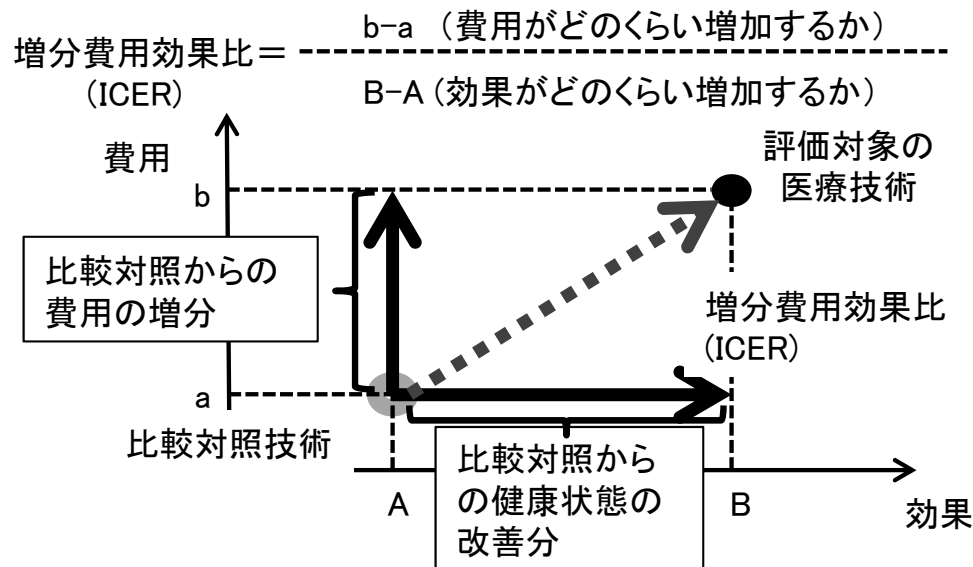 b-a （費用がどのくらい増加するか）
増分費用効果比＝
(ICER)
B-A（効果がどのくらい増加するか）
費用
評価対象の
医療技術
b
比較対照からの
費用の増分
増分費用効果比
(ICER)
a
比較対照技術
比較対照から
の健康状態の
改善分
A
B
効果